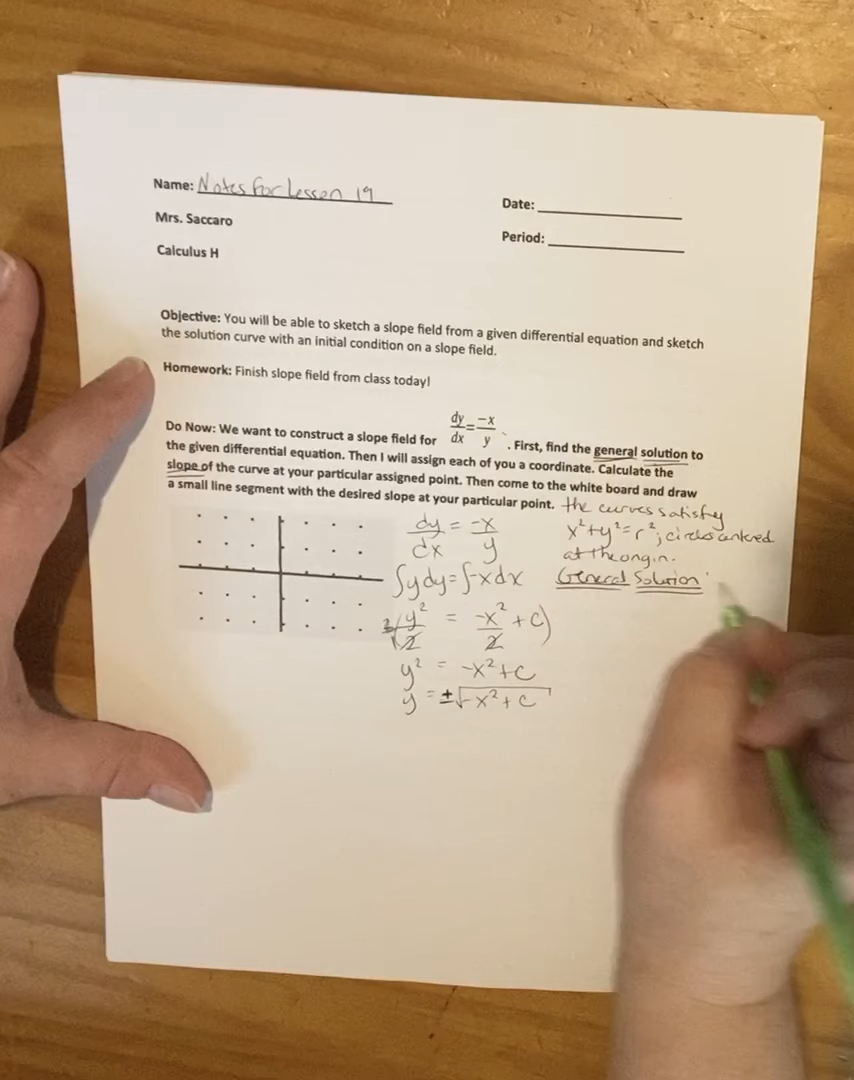 Name: Notes for Lesson 19
Date:
Mrs. Saccaro
Period:
Calculus H
Objective: You will be able to sketch a slope field from a given differential equation and sketch
the solution curve with an initial condition on a slope field.
Homework: Finish slope field from class today!
Do Now: We want to construct a slope field for dy/dx = -x/y . First, find the general solution to
the given differential equation. Then I will assign each of you a coordinate. Calculate the
slope of the curve at your particular assigned point. Then come to the white board and draw
a small line segment with the desired slope at your particular point.
the curves satisfy
x²+y²=r²; circles centered
at the origin.
General Solution
dy/dx = -x/y
∫ydy=∫-xdx
2(y²/2 = -x²/2 + C)
y² = -x²+C
y = ±√-x²+C